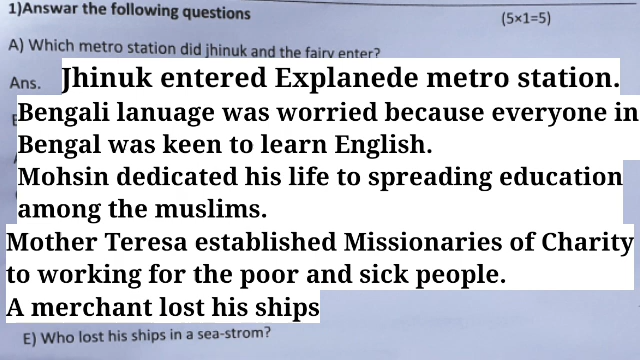 1)Answar the following questions
(5×1=5)
A) Which metro station did jhinuk and the fairy enter?
Ans. Jhinuk entered Explanede metro station.
Bengali lanuage was worried because everyone in
Bengal was keen to learn English.
Mohsin dedicated his life to spreading education
among the muslims.
Mother Teresa established Missionaries of Charity
to working for the poor and sick people.
A merchant lost his ships
E) Who lost his ships in a sea-strom?